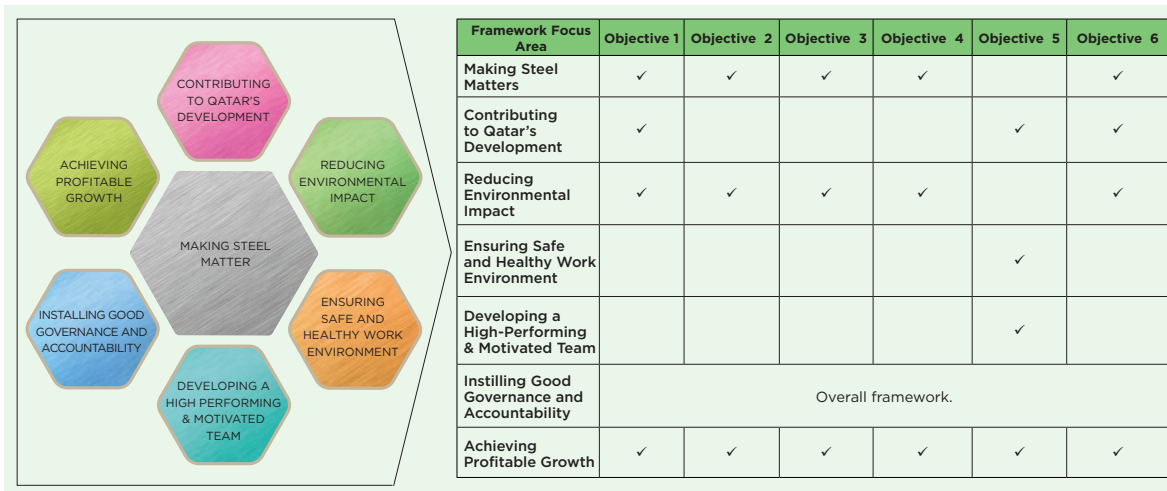 CONTRIBUTING
TO QATAR'S
DEVELOPMENT
ACHIEVING
PROFITABLE
GROWTH
REDUCING
ENVIRONMENTAL
IMPACT
MAKING STEEL
MATTER
INSTALLING GOOD
GOVERNANCE AND
ACCOUNTABILITY
ENSURING
SAFE AND
HEALTHY WORK
ENVIRONMENT
DEVELOPING A
HIGH PERFORMING
& MOTIVATED
TEAM
Framework Focus
Area
Objective 1
Objective 2
Objective 3
Objective 4
Objective 5
Objective 6
Making Steel
Matters
✓ ✓ ✓ ✓ ✓
Contributing
to Qatar's
Development
✓ ✓ ✓
Reducing
Environmental
Impact
✓ ✓ ✓ ✓ ✓
Ensuring Safe
and Healthy Work
Environment
✓
Developing a
High-Performing
& Motivated Team
✓
Instilling Good
Governance and
Accountability
Overall framework.
Achieving
Profitable Growth
✓ ✓ ✓ ✓ ✓ ✓